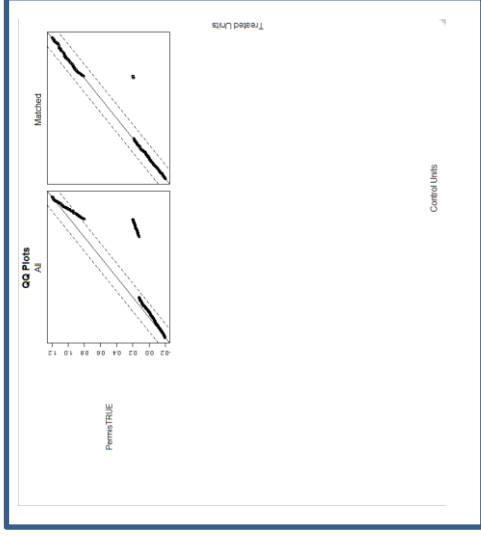 QQ Plots
All
Matched
PermisTRUE
-0.2 0.0 0.2 0.4 0.6 0.8 1.0 1.2
Treated Units
Control Units